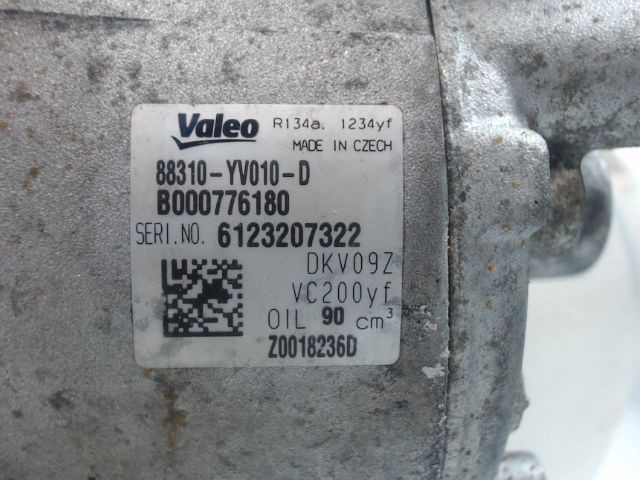 Valeo R134a. 1234yf
MADE IN CZECH
88310-YV010-D
B000776180
SERI.NO. 6123207322
DKV09Z
VC200yf
OIL 90 cm³
Z0018236D